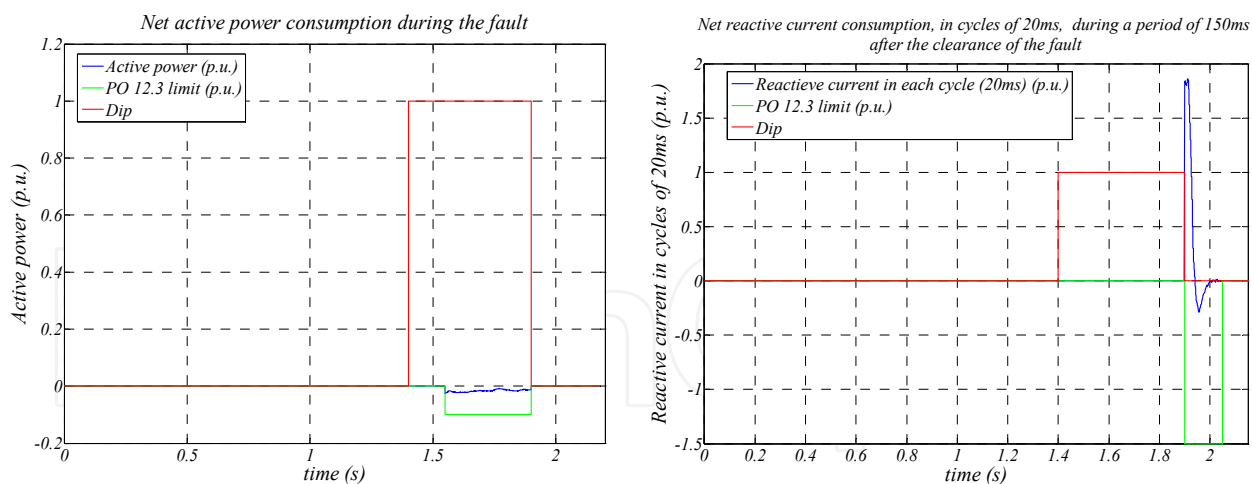 Net active power consumption during the fault
Active power (p.u.)
PO 12.3 limit (p.u.)
Dip
1.2
1
0.8
0.6
0.4
0.2
0
-0.2
Active power (p.u.)
0
0.5
1
1.5
2
time (s)
Net reactive current consumption, in cycles of 20ms, during a period of 150ms
after the clearance of the fault
Reactieve current in each cycle (20ms) (p.u.)
PO 12.3 limit (p.u.)
Dip
2
1.5
1
0.5
0
-0.5
-1
-1.5
Reactive current in cycles of 20ms (p.u.)
0
0.2
0.4
0.6
0.8
1
1.2
1.4
1.6
1.8
2
time (s)